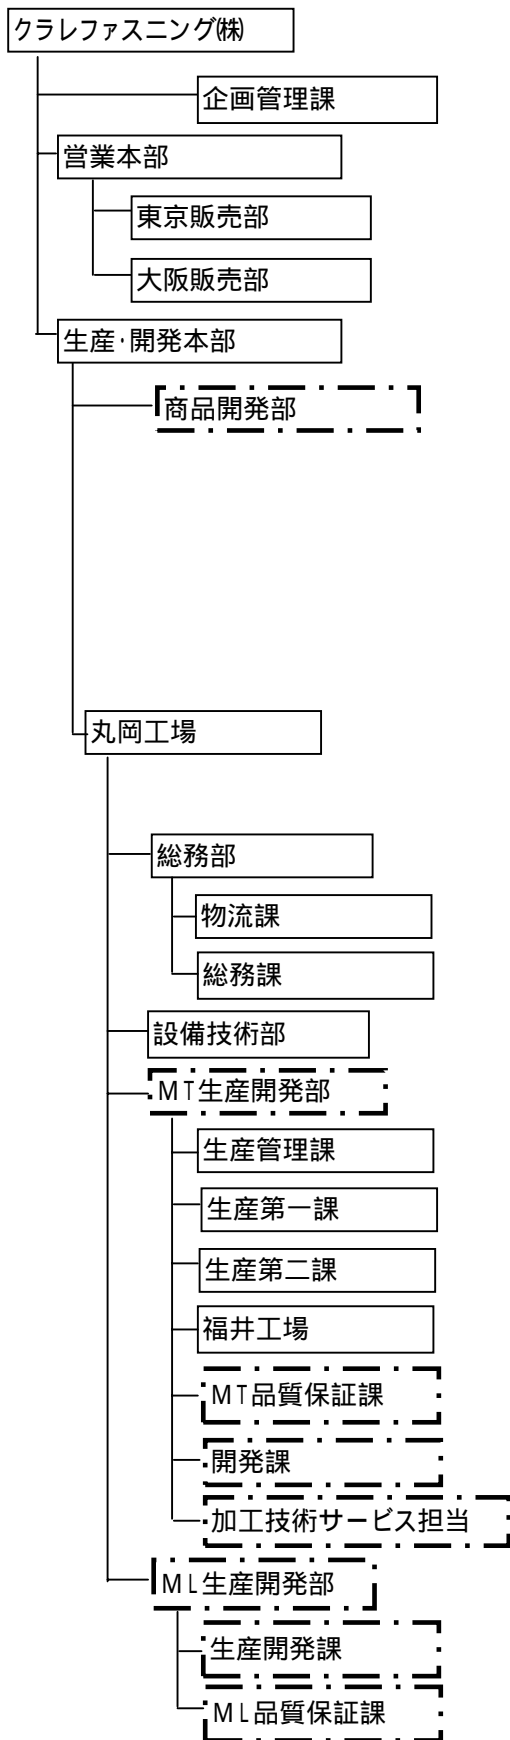 クラレファスニング㈱
企画管理課
営業本部
東京販売部
大阪販売部
生産・開発本部
商品開発部
丸岡工場
総務部
物流課
総務課
設備技術部
MT生産開発部
生産管理課
生産第一課
生産第二課
福井工場
MT品質保証課
開発課
加工技術サービス担当
ML生産開発部
生産開発課
ML品質保証課